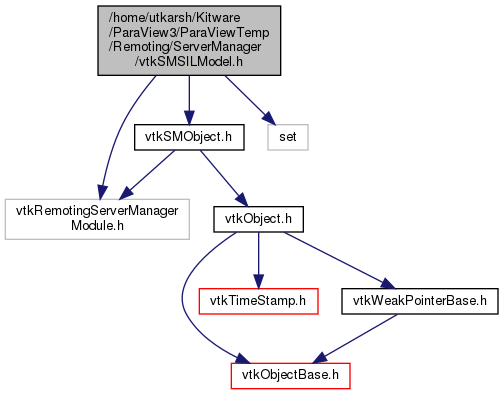 /home/utkarsh/Kitware
/ParaView3/ParaViewTemp
/Remoting/ServerManager
/vtkSMSILModel.h
vtkSMObject.h
set
vtkRemotingServerManager
Module.h
vtkObject.h
vtkTimeStamp.h
vtkWeakPointerBase.h
vtkObjectBase.h